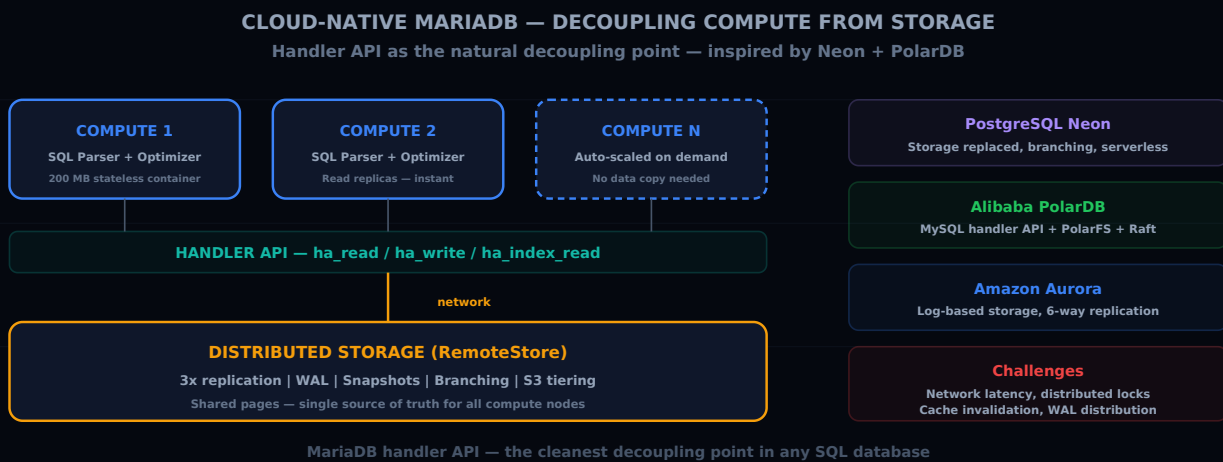 CLOUD-NATIVE MARIADB — DECOUPLING COMPUTE FROM STORAGE
Handler API as the natural decoupling point — inspired by Neon + PolarDB
COMPUTE 1
SQL Parser + Optimizer
200 MB stateless container
COMPUTE 2
SQL Parser + Optimizer
Read replicas — instant
COMPUTE N
Auto-scaled on demand
No data copy needed
HANDLER API — ha_read / ha_write / ha_index_read
network
DISTRIBUTED STORAGE (RemoteStore)
3x replication | WAL | Snapshots | Branching | S3 tiering
Shared pages — single source of truth for all compute nodes
PostgreSQL Neon
Storage replaced, branching, serverless
Alibaba PolarDB
MySQL handler API + PolarFS + Raft
Amazon Aurora
Log-based storage, 6-way replication
Challenges
Network latency, distributed locks
Cache invalidation, WAL distribution
MariaDB handler API — the cleanest decoupling point in any SQL database